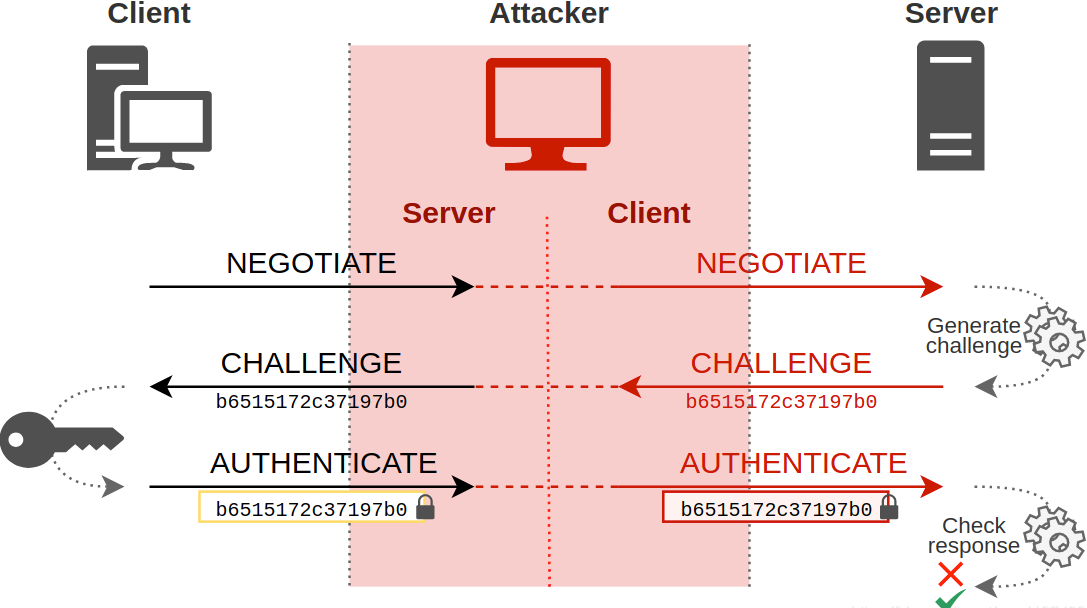 Client
Attacker
Server
Server
Client
NEGOTIATE
NEGOTIATE
Generate
challenge
CHALLENGE
b6515172c37197b0
CHALLENGE
b6515172c37197b0
AUTHENTICATE
b6515172c37197b0
AUTHENTICATE
b6515172c37197b0
Check
response